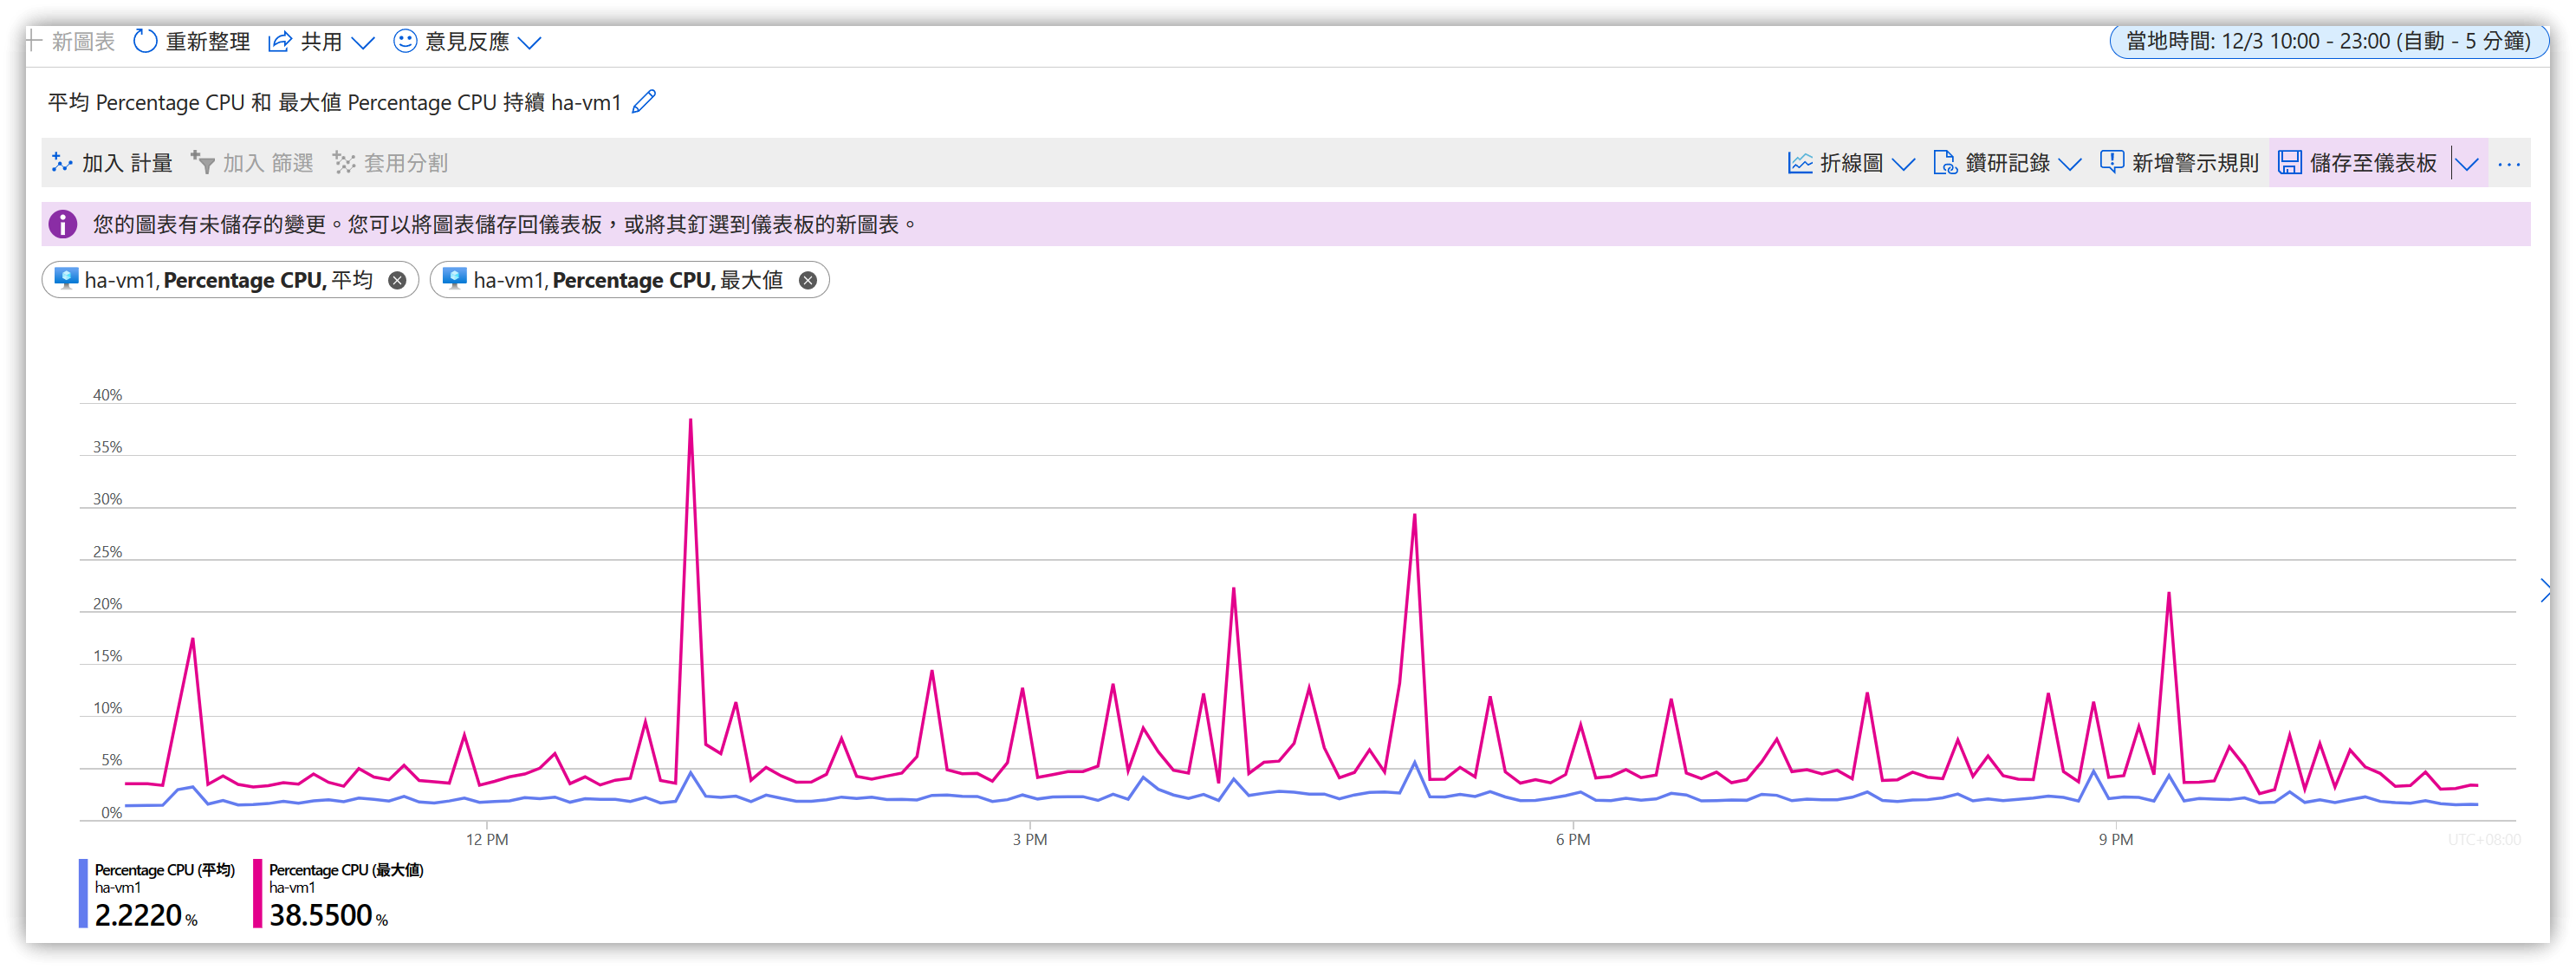 新圖表 重新整理 共用 意見反應 當地時間: 12/3 10:00 - 23:00 (自動 - 5 分鐘)
平均 Percentage CPU 和 最大值 Percentage CPU 持續 ha-vm1
加入 計量 加入 篩選 套用分割 折線圖 鑽研記錄 新增警示規則 儲存至儀表板 ...
您的圖表有未儲存的變更。您可以將圖表儲存回儀表板，或將其釘選到儀表板的新圖表。
ha-vm1, Percentage CPU, 平均 ha-vm1, Percentage CPU, 最大值
40%
35%
30%
25%
20%
15%
10%
5%
0%
12 PM 3 PM 6 PM 9 PM UTC+08:00
Percentage CPU (平均) Percentage CPU (最大值)
ha-vm1 ha-vm1
2.2220 % 38.5500 %